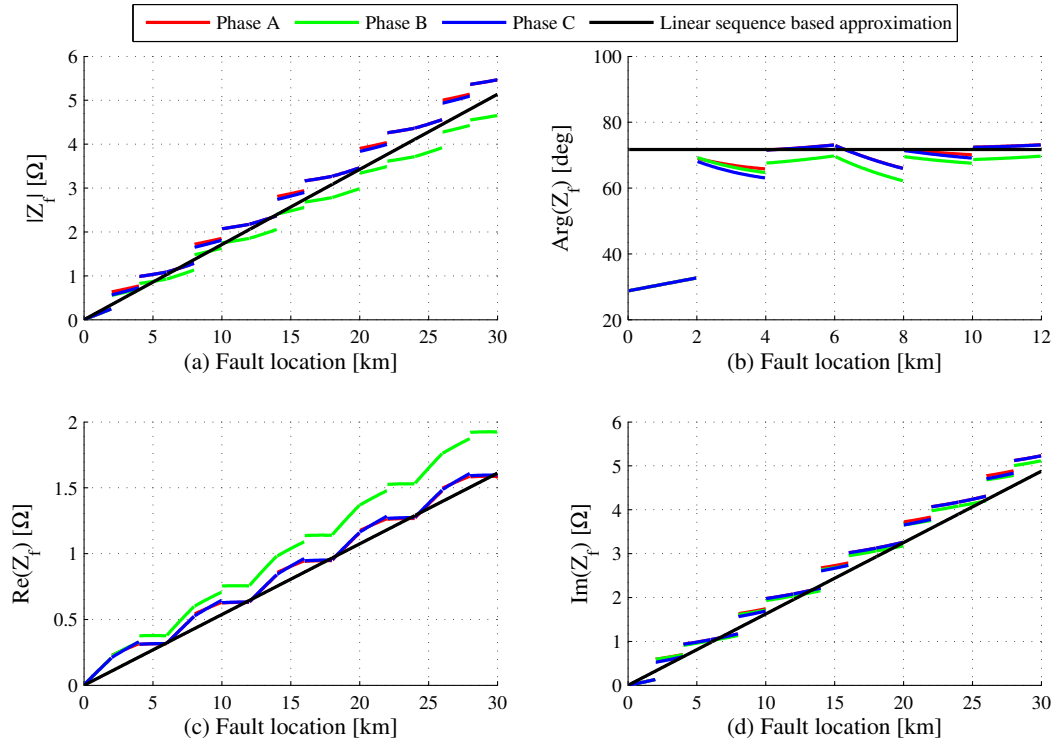 Phase A Phase B Phase C Linear sequence based approximation
6
5
4
3
2
1
0
|Z_f| [Ω]
0 5 10 15 20 25 30
(a) Fault location [km]
100
80
60
40
20
Arg(Z_f) [deg]
0 2 4 6 8 10 12
(b) Fault location [km]
2
1.5
1
0.5
0
Re(Z_f) [Ω]
0 5 10 15 20 25 30
(c) Fault location [km]
6
5
4
3
2
1
0
Im(Z_f) [Ω]
0 5 10 15 20 25 30
(d) Fault location [km]